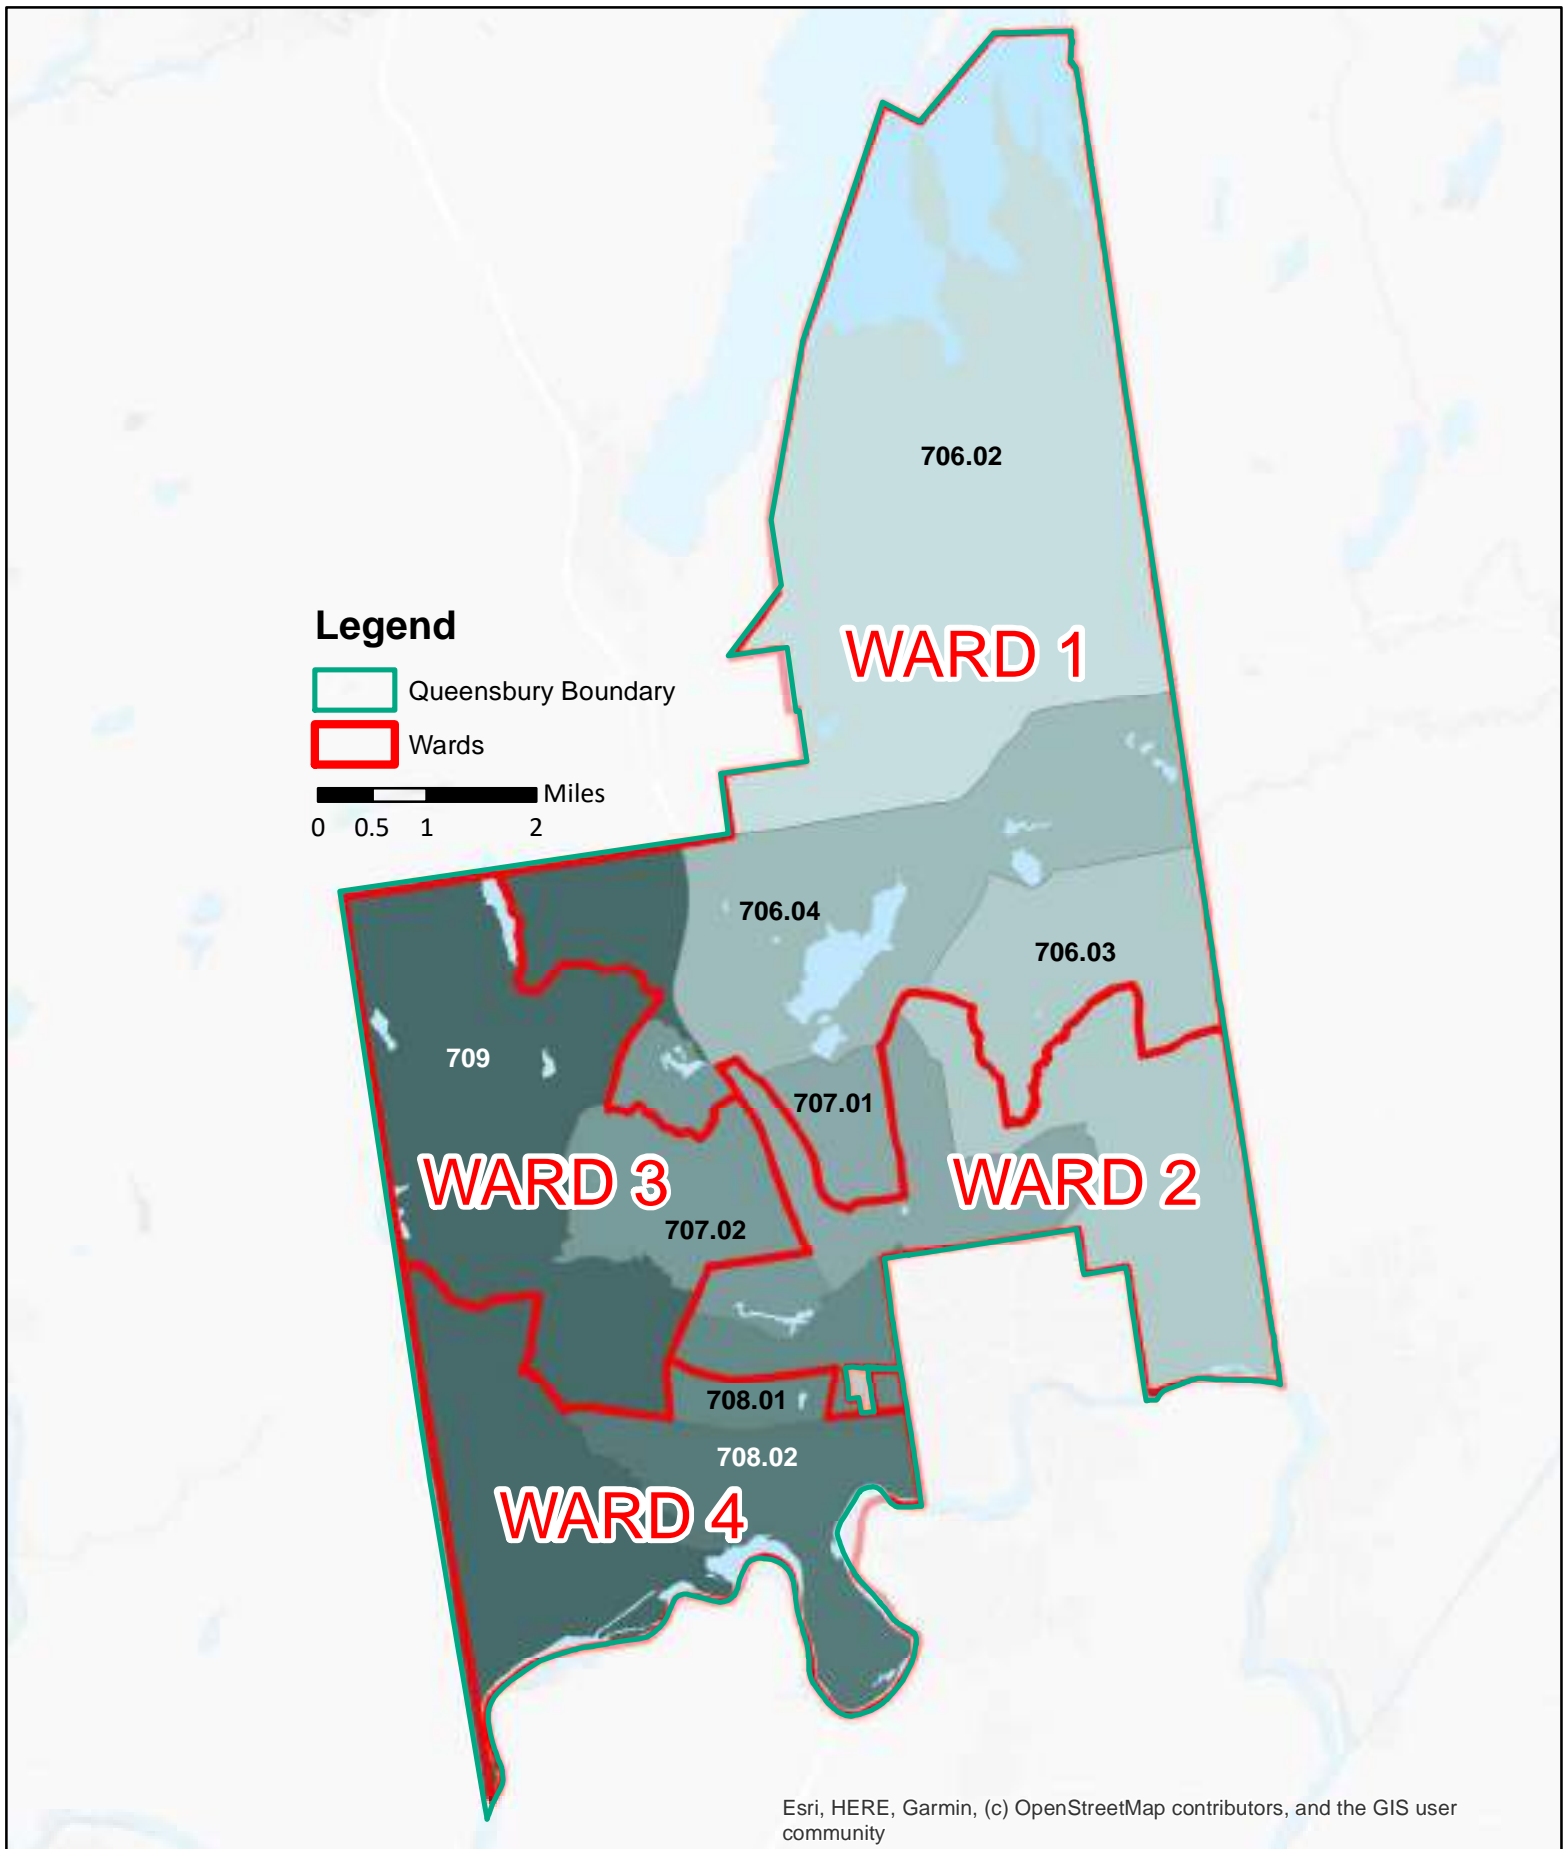 706.02
WARD 1
Legend
Queensbury Boundary
Wards
Miles
0 0.5 1 2
706.04
706.03
709
707.01
WARD 3
WARD 2
707.02
708.01
708.02
WARD 4
Esri, HERE, Garmin, (c) OpenStreetMap contributors, and the GIS user
community